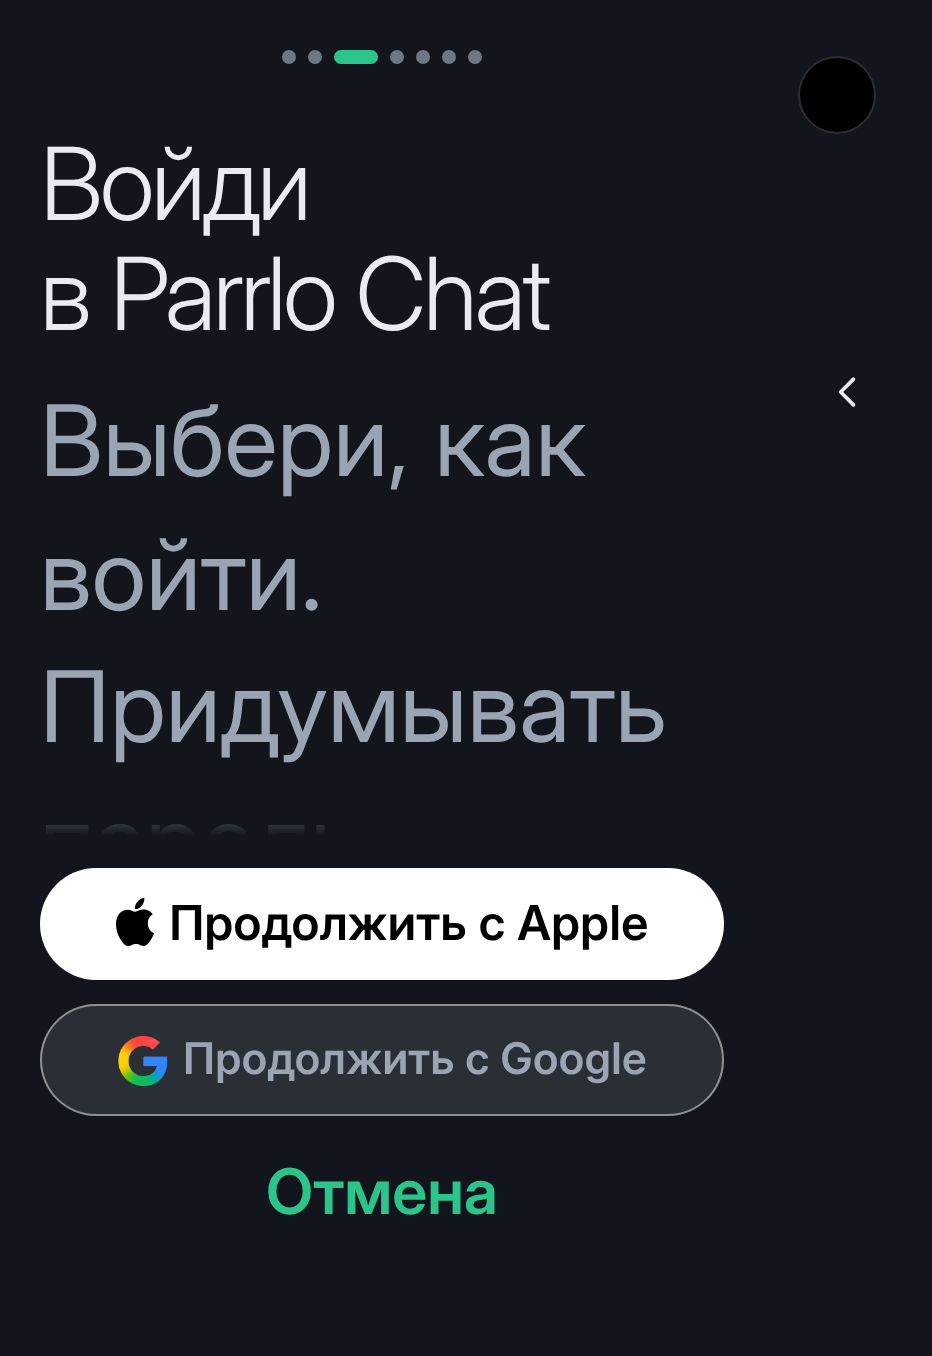 Войди
в Parrlo Chat
Выбери, как
войти.
Придумывать
Продолжить с Apple
Продолжить с Google
Отмена